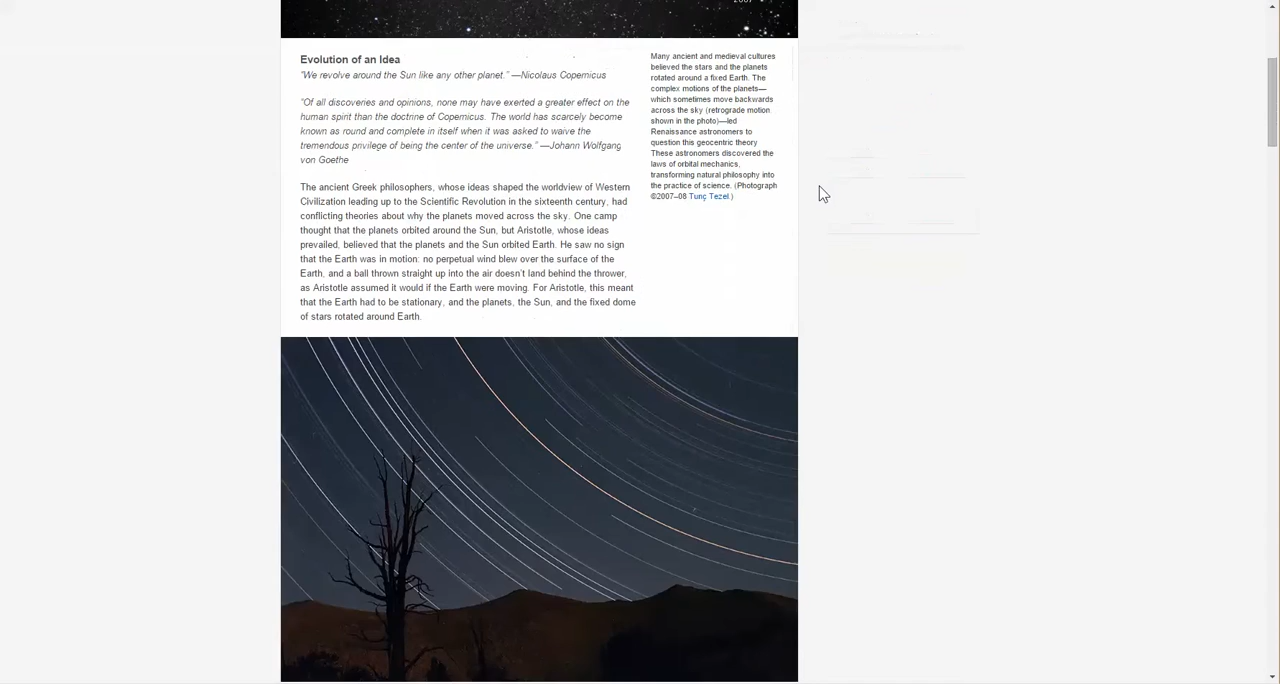 2007
Evolution of an Idea
"We revolve around the Sun like any other planet." —Nicolaus Copernicus
"Of all discoveries and opinions, none may have exerted a greater effect on the
human spirit than the doctrine of Copernicus. The world has scarcely become
known as round and complete in itself when it was asked to waive the
tremendous privilege of being the center of the universe." —Johann Wolfgang
von Goethe
The ancient Greek philosophers, whose ideas shaped the worldview of Western
Civilization leading up to the Scientific Revolution in the sixteenth century, had
conflicting theories about why the planets moved across the sky. One camp
thought that the planets orbited around the Sun, but Aristotle, whose ideas
prevailed, believed that the planets and the Sun orbited Earth. He saw no sign
that the Earth was in motion: no perpetual wind blew over the surface of the
Earth, and a ball thrown straight up into the air doesn't land behind the thrower,
as Aristotle assumed it would if the Earth were moving. For Aristotle, this meant
that the Earth had to be stationary, and the planets, the Sun, and the fixed dome
of stars rotated around Earth.
Many ancient and medieval cultures
believed the stars and the planets
rotated around a fixed Earth. The
complex motions of the planets—
which sometimes move backwards
across the sky (retrograde motion
shown in the photo)—led
Renaissance astronomers to
question this geocentric theory
These astronomers discovered the
laws of orbital mechanics,
transforming natural philosophy into
the practice of science. (Photograph
©2007–08 Tunç Tezel.)